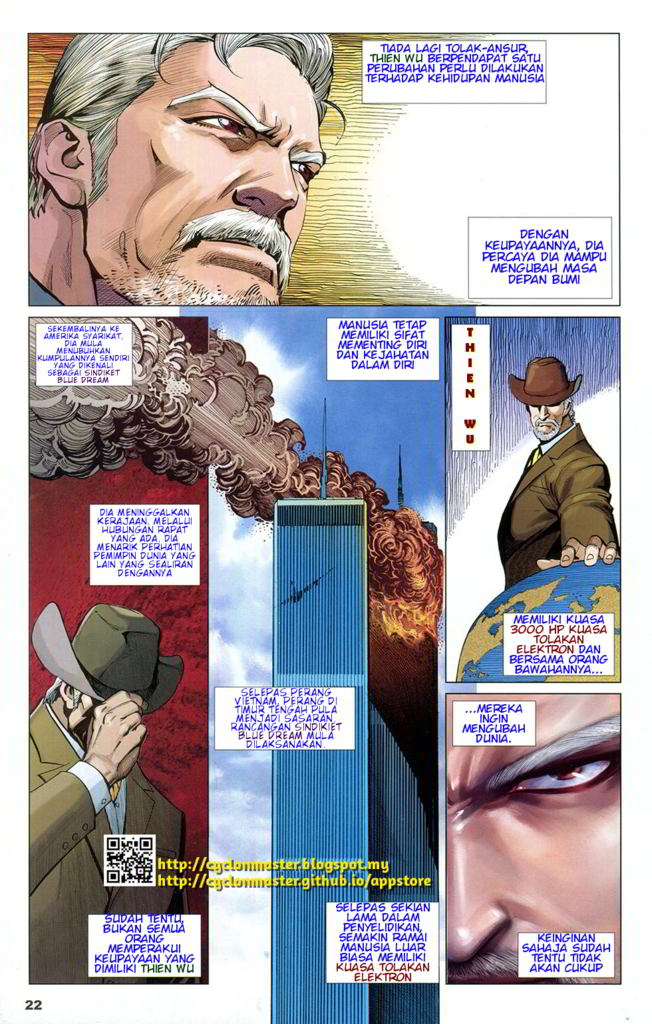 TIADA LAGI TOLAK-ANSUR,
THIEN WU BERPENDAPAT SATU
PERUBAHAN PERLU DILAKUKAN
TERHADAP KEHIDUPAN MANUSIA
DENGAN
KEUPAYAANNYA, DIA
PERCAYA DIA MAMPU
MENGUBAH MASA
DEPAN BUMI
SEKEMBALINYA KE
AMERIKA SYARIKAT,
DIA MULA
MENUBUHKAN
KUMPULANNYA SENDIRI
YANG DIKENALI
SEBAGAI SINDIKET
BLUE DREAM
DIA MENINGGALKAN
KERAJAAN, MELALUI
HUBUNGAN RAPAT
YANG ADA, DIA
MENARIK PERHATIAN
PEMIMPIN DUNIA YANG
LAIN YANG SEALIRAN
DENGANNYA
SUDAH TENTU,
BUKAN SEMUA
ORANG
MEMPERAKUI
KEUPAYAAN YANG
DIMILIKI THIEN WU
MANUSIA TETAP
MEMILIKI SIFAT
MEMENTING DIRI
DAN KEJAHATAN
DALAM DIRI
SELEPAS PERANG
VIETNAM, PERANG DI
TIMUR TENGAH PULA
MENJADI SASARAN,
RANCANGAN SINDIKIET
BLUE DREAM MULA
DILAKSANAKAN.
SELEPAS SEKIAN
LAMA DALAM
PENYELIDIKAN,
SEMAKIN RAMAI
MANUSIA LUAR
BIASA MEMILIKI
KUASA TOLAKAN
ELEKTRON
THIEN WU
MEMILIKI KUASA
3000 HP KUASA
TOLAKAN
ELEKTRON DAN
BERSAMA ORANG
BAWAHANNYA...
...MEREKA
INGIN
MENGUBAH
DUNIA.
KEINGINAN
SAHAJA SUDAH
TENTU TIDAK
AKAN CUKUP
http://cyclonmaster.blogspot.my
http://cyclonmaster.github.io/appstore
22